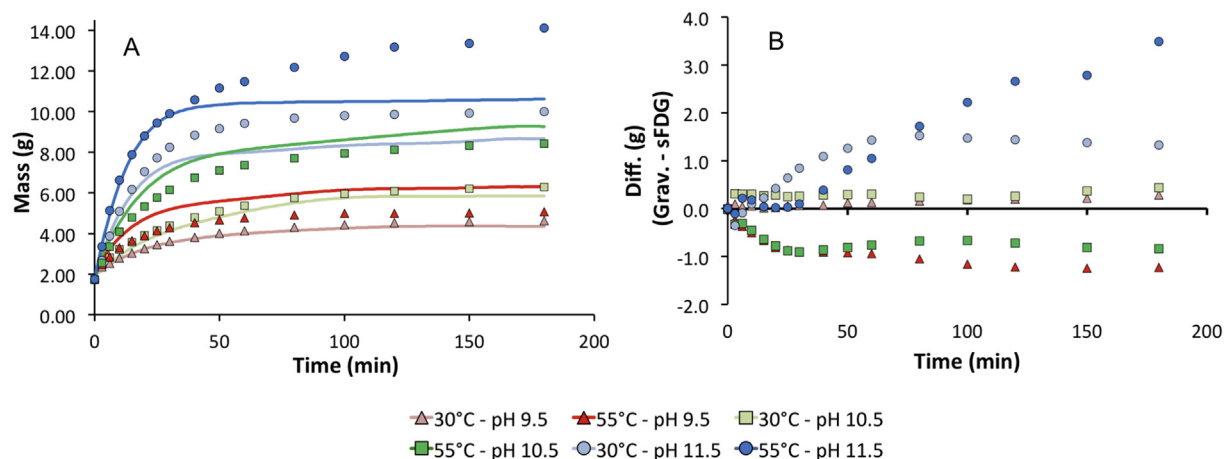 A
14.00
12.00
10.00
8.00
6.00
4.00
2.00
0.00
Mass (g)
0 50 100 150 200
Time (min)
B
4.0
3.0
2.0
1.0
0.0
-1.0
-2.0
Diff. (g)
(Grav. - sFDG)
0 50 100 150 200
Time (min)
30°C - pH 9.5 55°C - pH 9.5 30°C - pH 10.5
55°C - pH 10.5 30°C - pH 11.5 55°C - pH 11.5